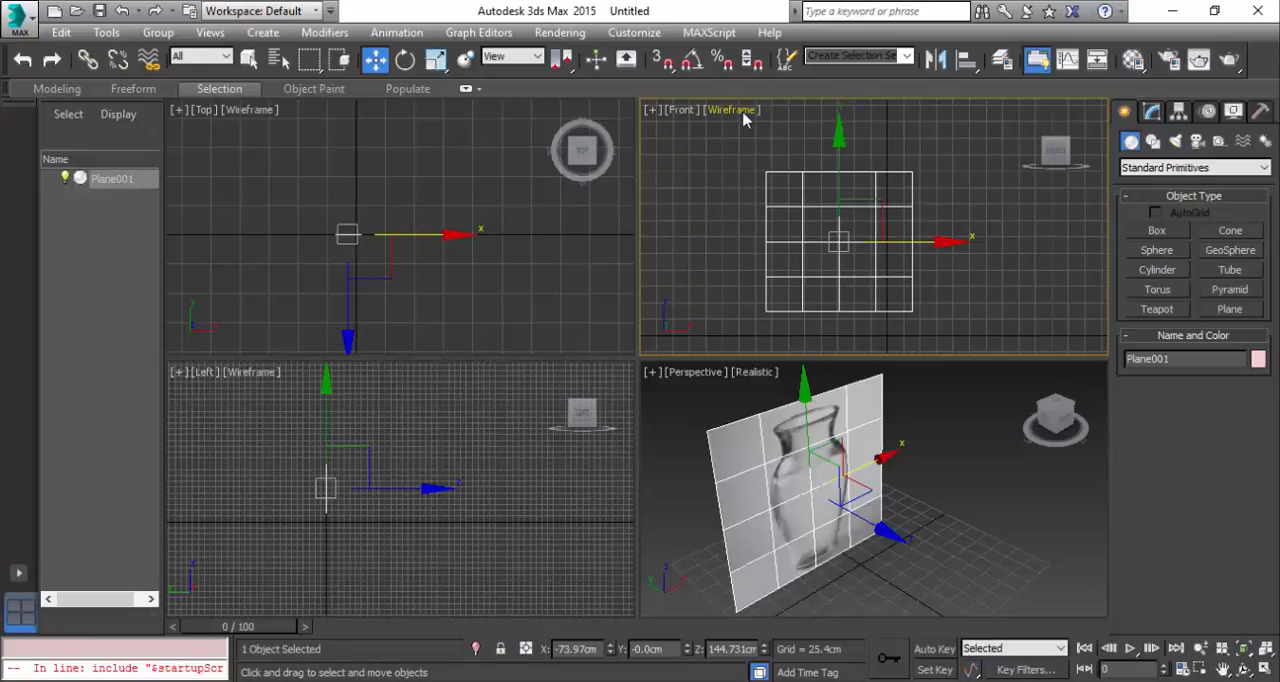 Workspace: Default
Autodesk 3ds Max 2015 Untitled
Type a keyword or phrase
MAX
Edit Tools Group Views Create Modifiers Animation Graph Editors Rendering Customize MAXScript Help
All
View
3
Create Selection Se
Modeling Freeform Selection Object Paint Populate
Select Display
Name
Plane001
[+] [Top] [Wireframe]
TOP
x
[+] [Front] [Wireframe]
x
[+] [Left] [Wireframe]
[+] [Perspective] [Realistic]
x
Standard Primitives
Object Type
AutoGrid
Box Cone
Sphere GeoSphere
Cylinder Tube
Torus Pyramid
Teapot Plane
Name and Color
Plane001
0 / 100
-- In line: include "$startupScr
1 Object Selected
X: -73.97cm Y: -0.0cm Z: 144.731cm Grid = 25.4cm
Click and drag to select and move objects
Add Time Tag
Auto Key Selected
Set Key Key Filters...
0